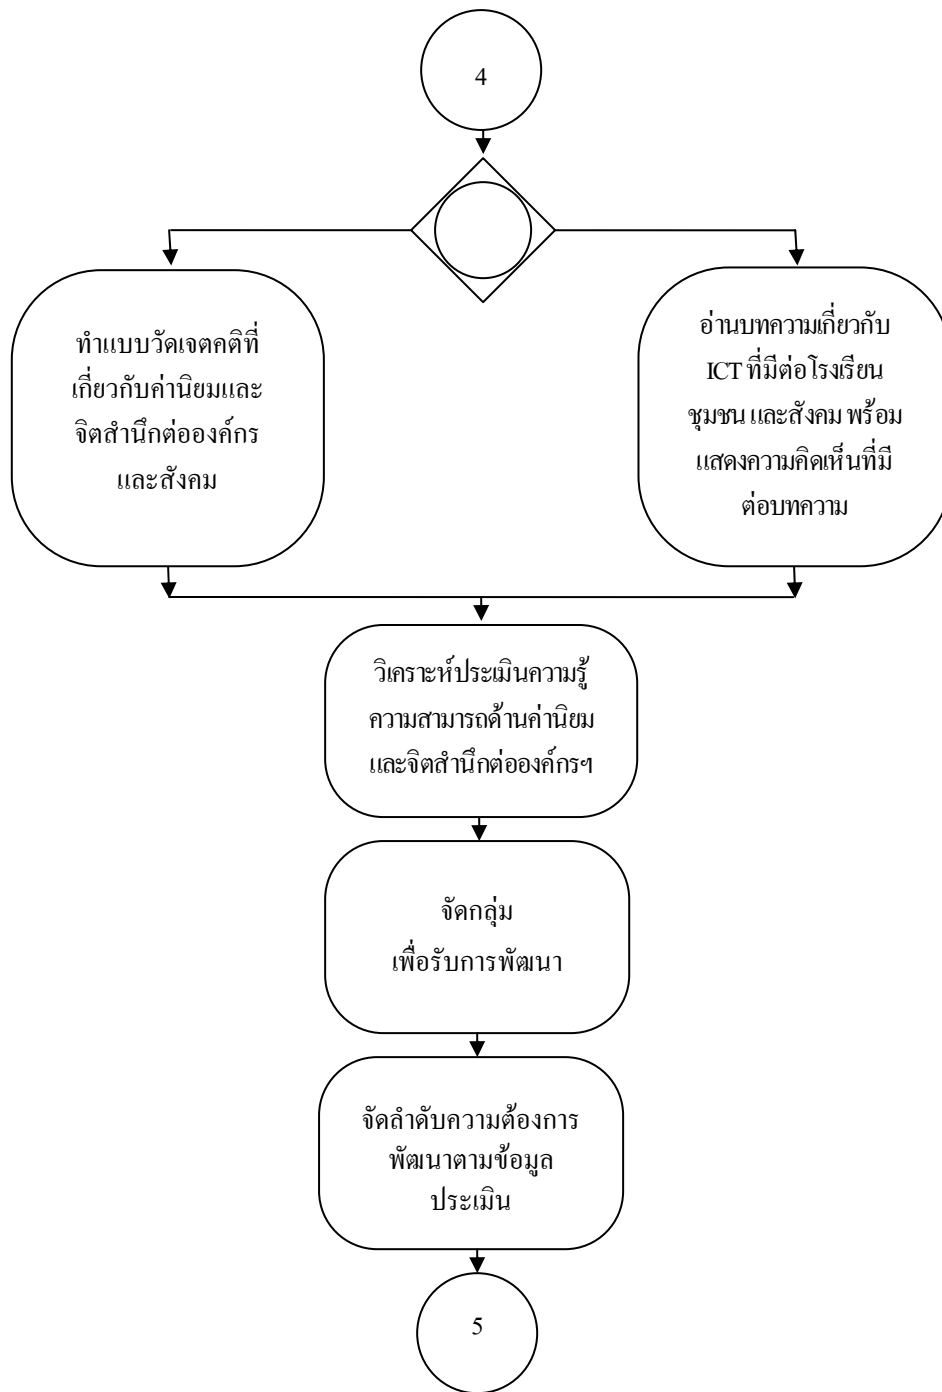 4
ทำแบบวัดเจตคติที่
เกี่ยวกับค่านิยมและ
จิตสำนึกต่อองค์กร
และสังคม
อ่านบทความเกี่ยวกับ
ICT ที่มีต่อโรงเรียน
ชุมชน และสังคม พร้อม
แสดงความคิดเห็นที่มี
ต่อบทความ
วิเคราะห์ประเมินความรู้
ความสามารถด้านค่านิยม
และจิตสำนึกต่อองค์กรฯ
จัดกลุ่ม
เพื่อรับการพัฒนา
จัดลำดับความต้องการ
พัฒนาตามข้อมูล
ประเมิน
5